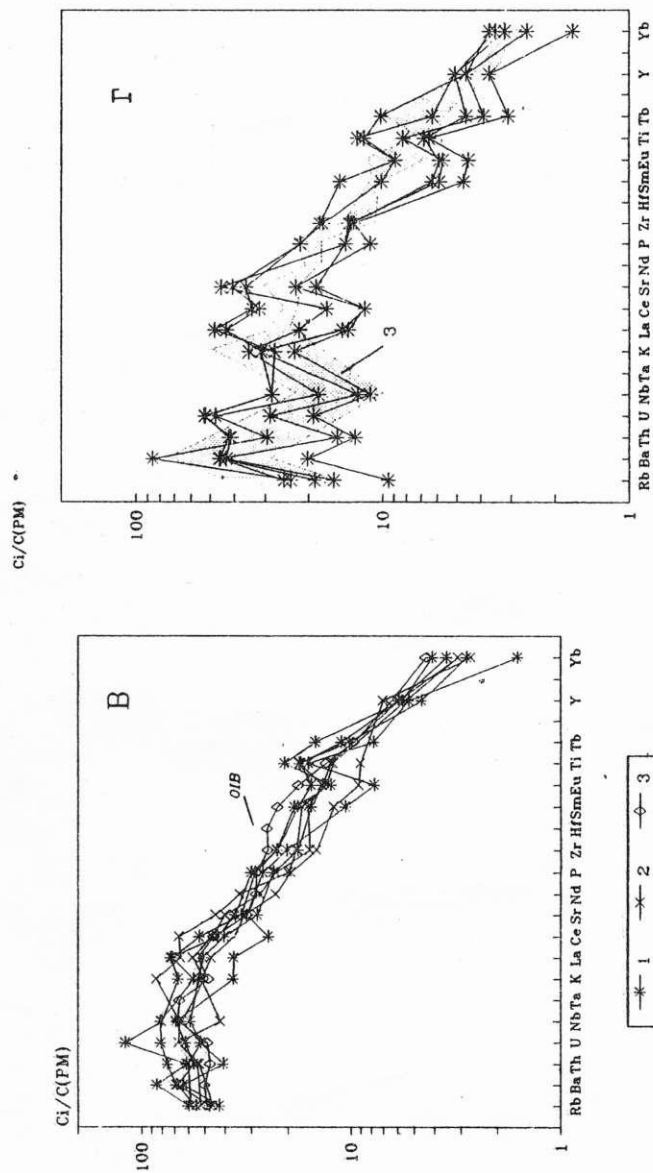 Ci/C(PM)
Г
100
10
1
3
Rb Ba Th U Nb Ta K La Ce Sr Nd P Zr Hf Sm Eu Ti Tb Y Yb
Ci/C(PM)
В
100
10
1
OIB
Rb Ba Th U Nb Ta K La Ce Sr Nd P Zr Hf Sm Eu Ti Tb Y Yb
1 2 3